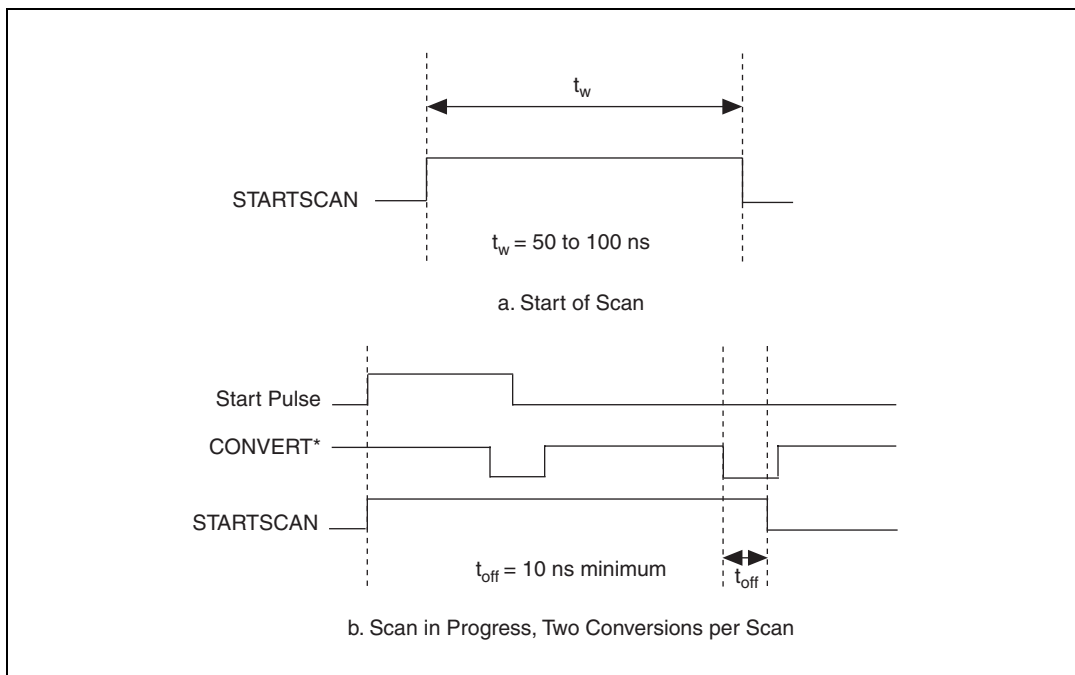 t_w
STARTSCAN
t_w = 50 to 100 ns
a. Start of Scan
Start Pulse
CONVERT*
STARTSCAN
t_off = 10 ns minimum
t_off
b. Scan in Progress, Two Conversions per Scan